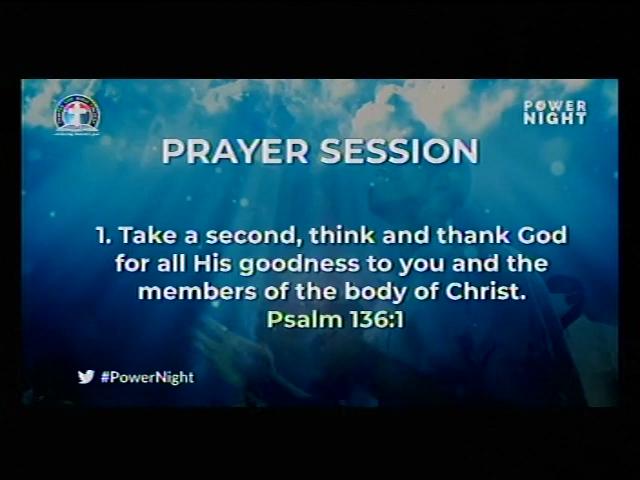 POWER
NIGHT
PRAYER SESSION
1. Take a second, think and thank God
for all His goodness to you and the
members of the body of Christ.
Psalm 136:1
#PowerNight